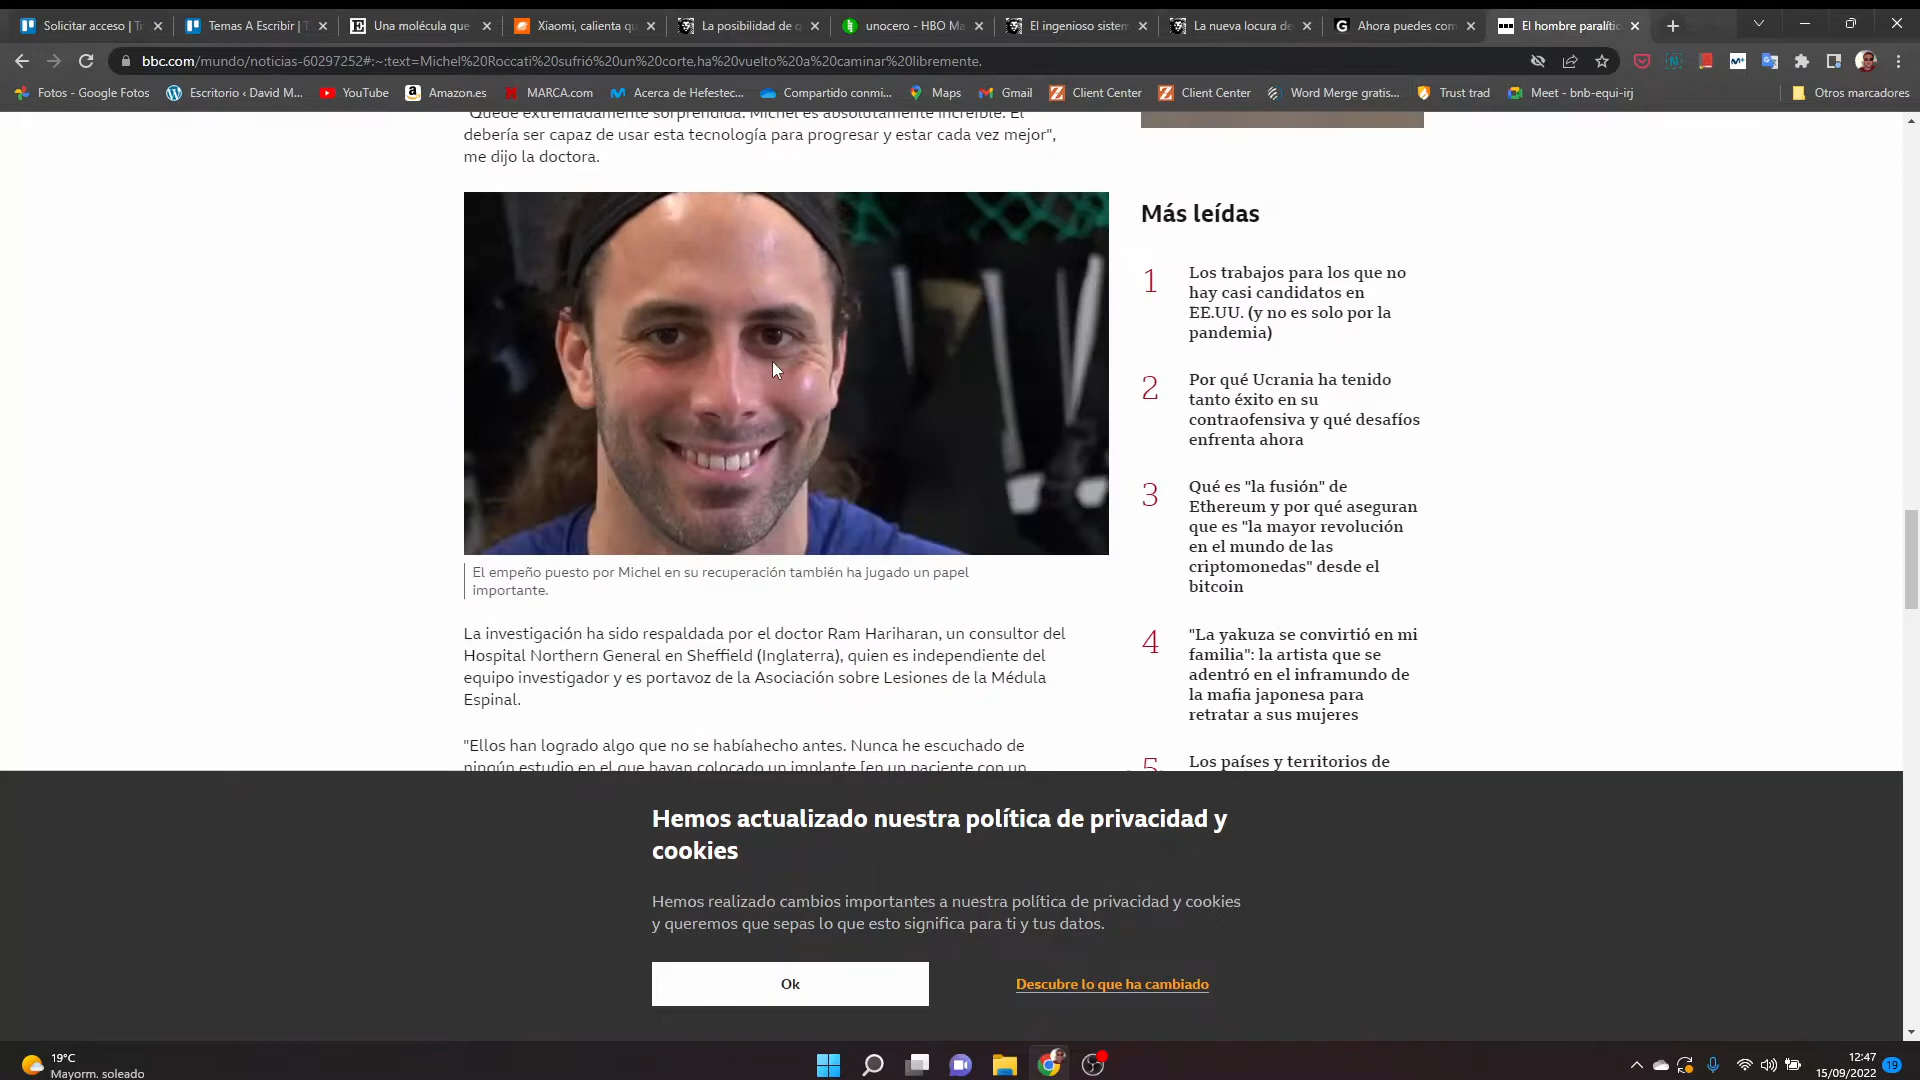 Solicitar acceso | Tr
Temas A Escribir | T
Una molécula que
Xiaomi, calienta qu
La posibilidad de q
unocero - HBO Ma
El ingenioso sistem
La nueva locura de
Ahora puedes com
El hombre paralític
bbc.com/mundo/noticias-60297252#:~:text=Michel%20Roccati%20sufrió%20un%20corte,ha%20vuelto%20a%20caminar%20libremente.
Fotos - Google Fotos
Escritorio ‹ David M...
YouTube
Amazon.es
MARCA.com
Acerca de Hefestec...
Compartido conmi...
Maps
Gmail
Client Center
Client Center
Word Merge gratis...
Trust trad
Meet - bnb-equi-irj
Otros marcadores
"Quedé extremadamente sorprendida. Michel es absolutamente increíble. Él
debería ser capaz de usar esta tecnología para progresar y estar cada vez mejor",
me dijo la doctora.
El empeño puesto por Michel en su recuperación también ha jugado un papel
importante.
La investigación ha sido respaldada por el doctor Ram Hariharan, un consultor del
Hospital Northern General en Sheffield (Inglaterra), quien es independiente del
equipo investigador y es portavoz de la Asociación sobre Lesiones de la Médula
Espinal.
"Ellos han logrado algo que no se habíahecho antes. Nunca he escuchado de
ningún estudio en el que hayan colocado un implante [en un paciente con un
Más leídas
1
Los trabajos para los que no
hay casi candidatos en
EE.UU. (y no es solo por la
pandemia)
2
Por qué Ucrania ha tenido
tanto éxito en su
contraofensiva y qué desafíos
enfrenta ahora
3
Qué es "la fusión" de
Ethereum y por qué aseguran
que es "la mayor revolución
en el mundo de las
criptomonedas" desde el
bitcoin
4
"La yakuza se convirtió en mi
familia": la artista que se
adentró en el inframundo de
la mafia japonesa para
retratar a sus mujeres
5
Los países y territorios de
Hemos actualizado nuestra política de privacidad y
cookies
Hemos realizado cambios importantes a nuestra política de privacidad y cookies
y queremos que sepas lo que esto significa para ti y tus datos.
Ok
Descubre lo que ha cambiado
19°C
Mayorm. soleado
12:47
15/09/2022
19